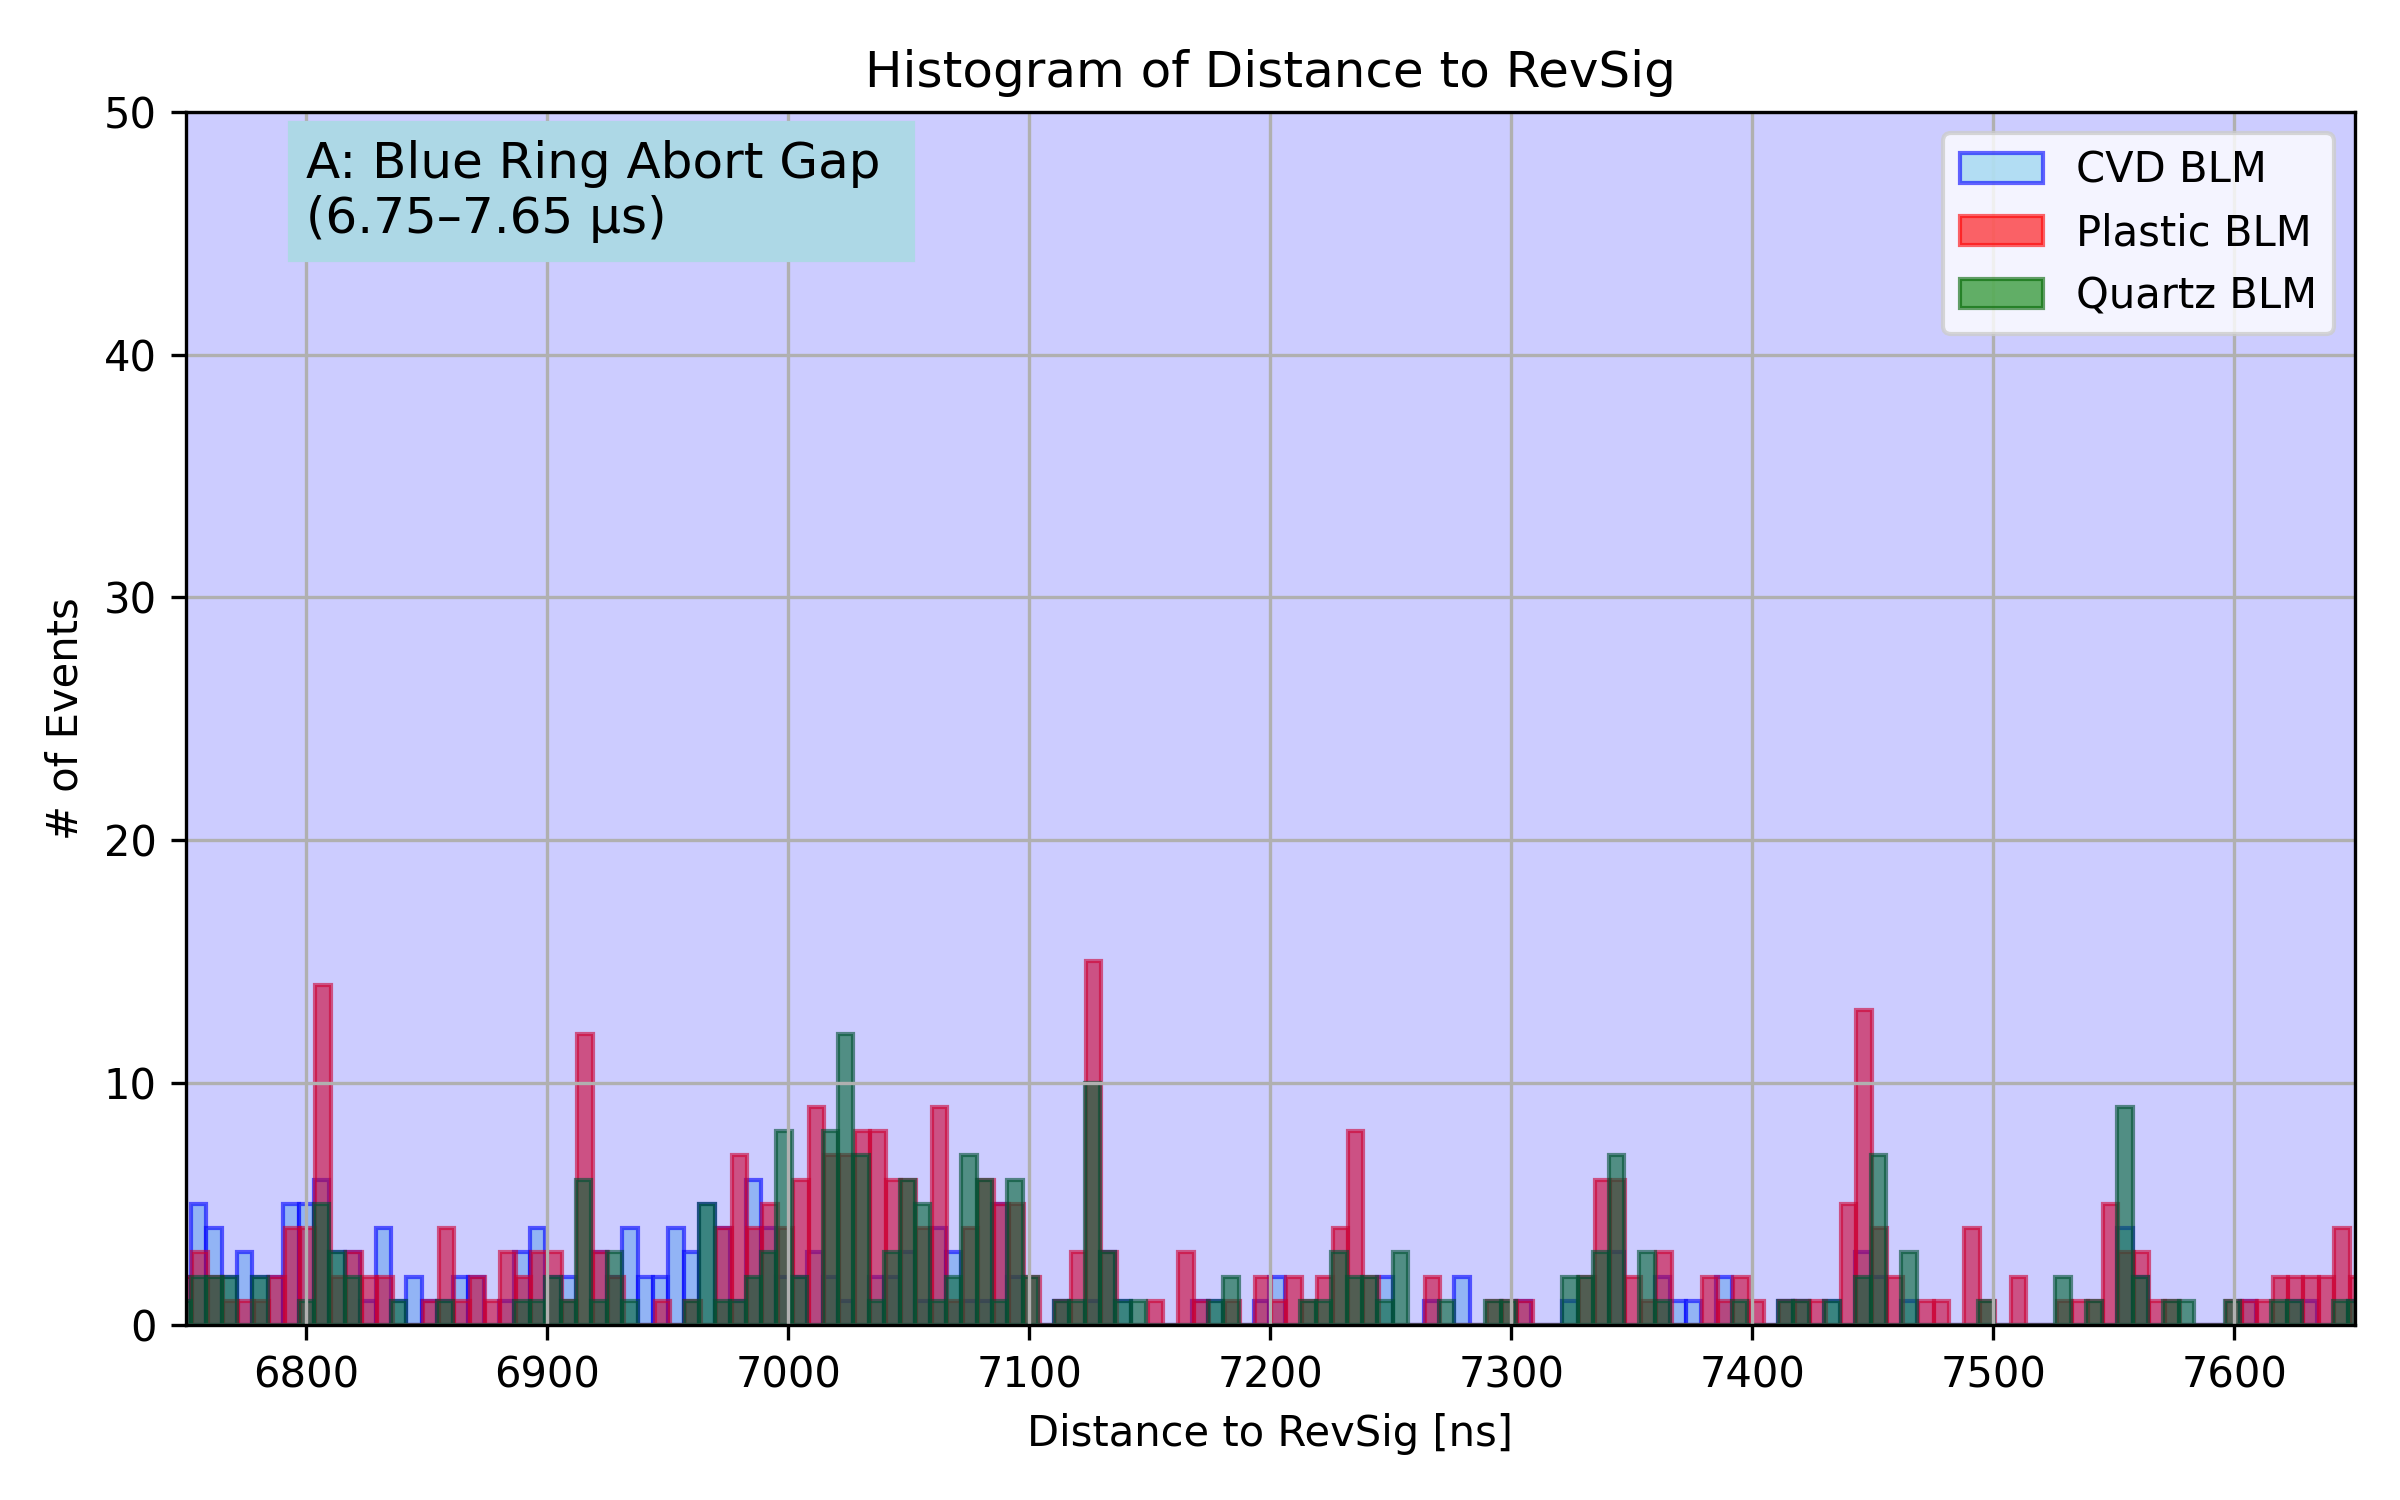 Histogram of Distance to RevSig
A: Blue Ring Abort Gap
(6.75–7.65 µs)
CVD BLM
Plastic BLM
Quartz BLM
# of Events
50
40
30
20
10
0
6800 6900 7000 7100 7200 7300 7400 7500 7600
Distance to RevSig [ns]